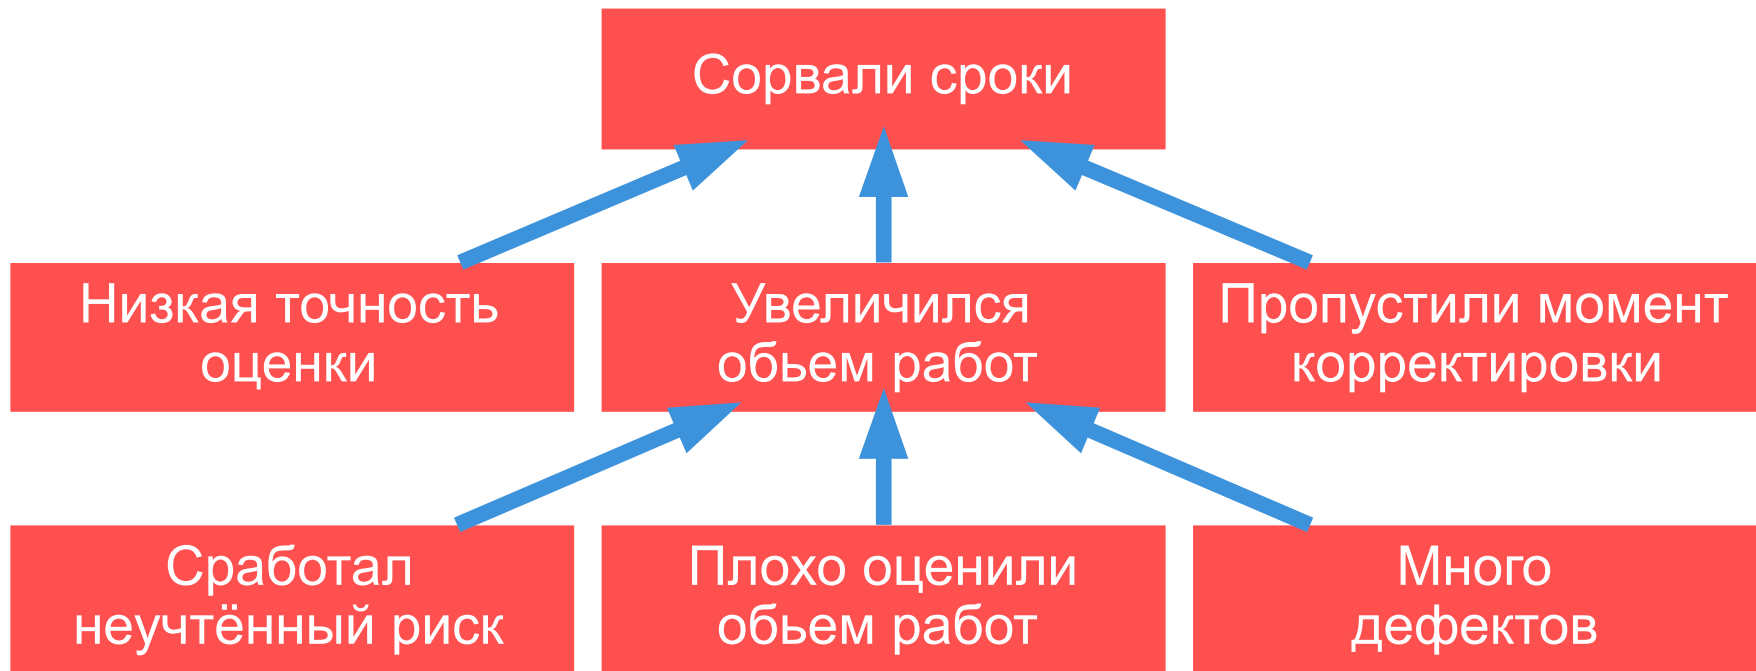 Сорвали сроки
Низкая точность
оценки
Увеличился
обьем работ
Пропустили момент
корректировки
Сработал
неучтённый риск
Плохо оценили
обьем работ
Много
дефектов